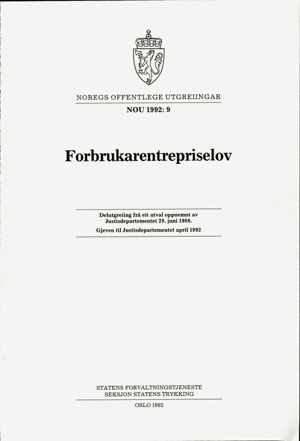 NOREGS OFFENTLEGE UTGREIINGAR
NOU 1992: 9
Forbrukarentrepriselov
Delutgreiing frå eit utval oppnemnt av
Justisdepartementet 28. juni 1988.
Gjeven til Justisdepartementet april 1992
STATENS FORVALTNINGSTJENESTE
SEKSJON STATENS TRYKKING
OSLO 1992